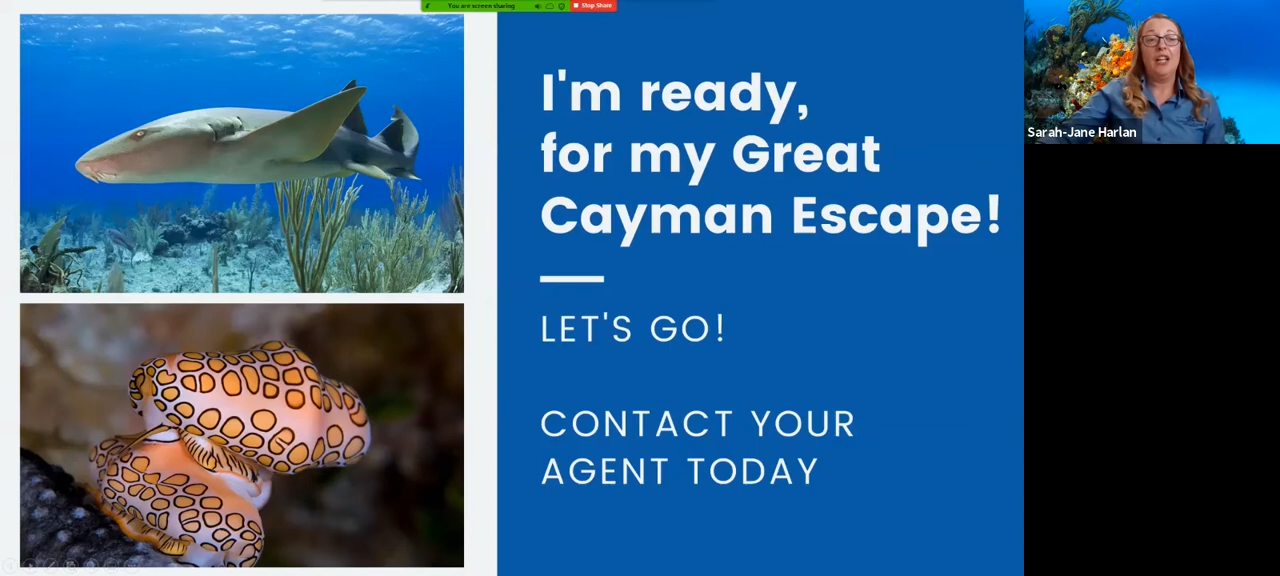 You are screen sharing
Stop Share
I'm ready,
for my Great
Cayman Escape!
LET'S GO!
CONTACT YOUR
AGENT TODAY
Sarah-Jane Harlan